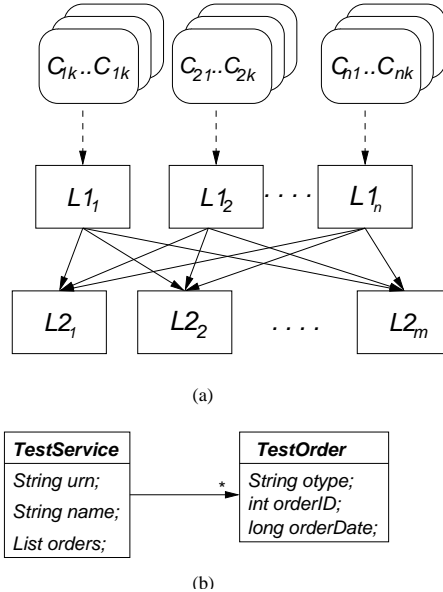 C1k..C1k C21..C2k Cn1..Cnk
L11 L12 .... L1n
L21 L22 .... L2m
(a)
TestService
String urn;
String name;
List orders;
*
TestOrder
String otype;
int orderID;
long orderDate;
(b)